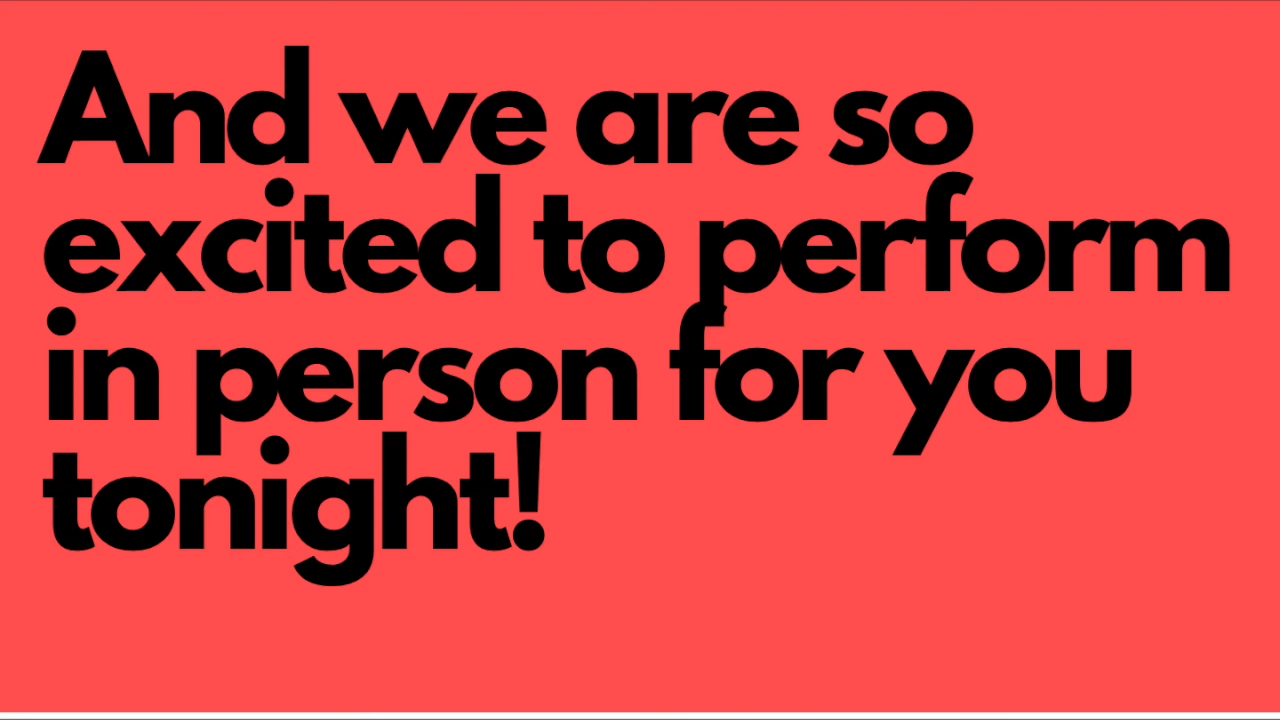 And we are so
excited to perform
in person for you
tonight!